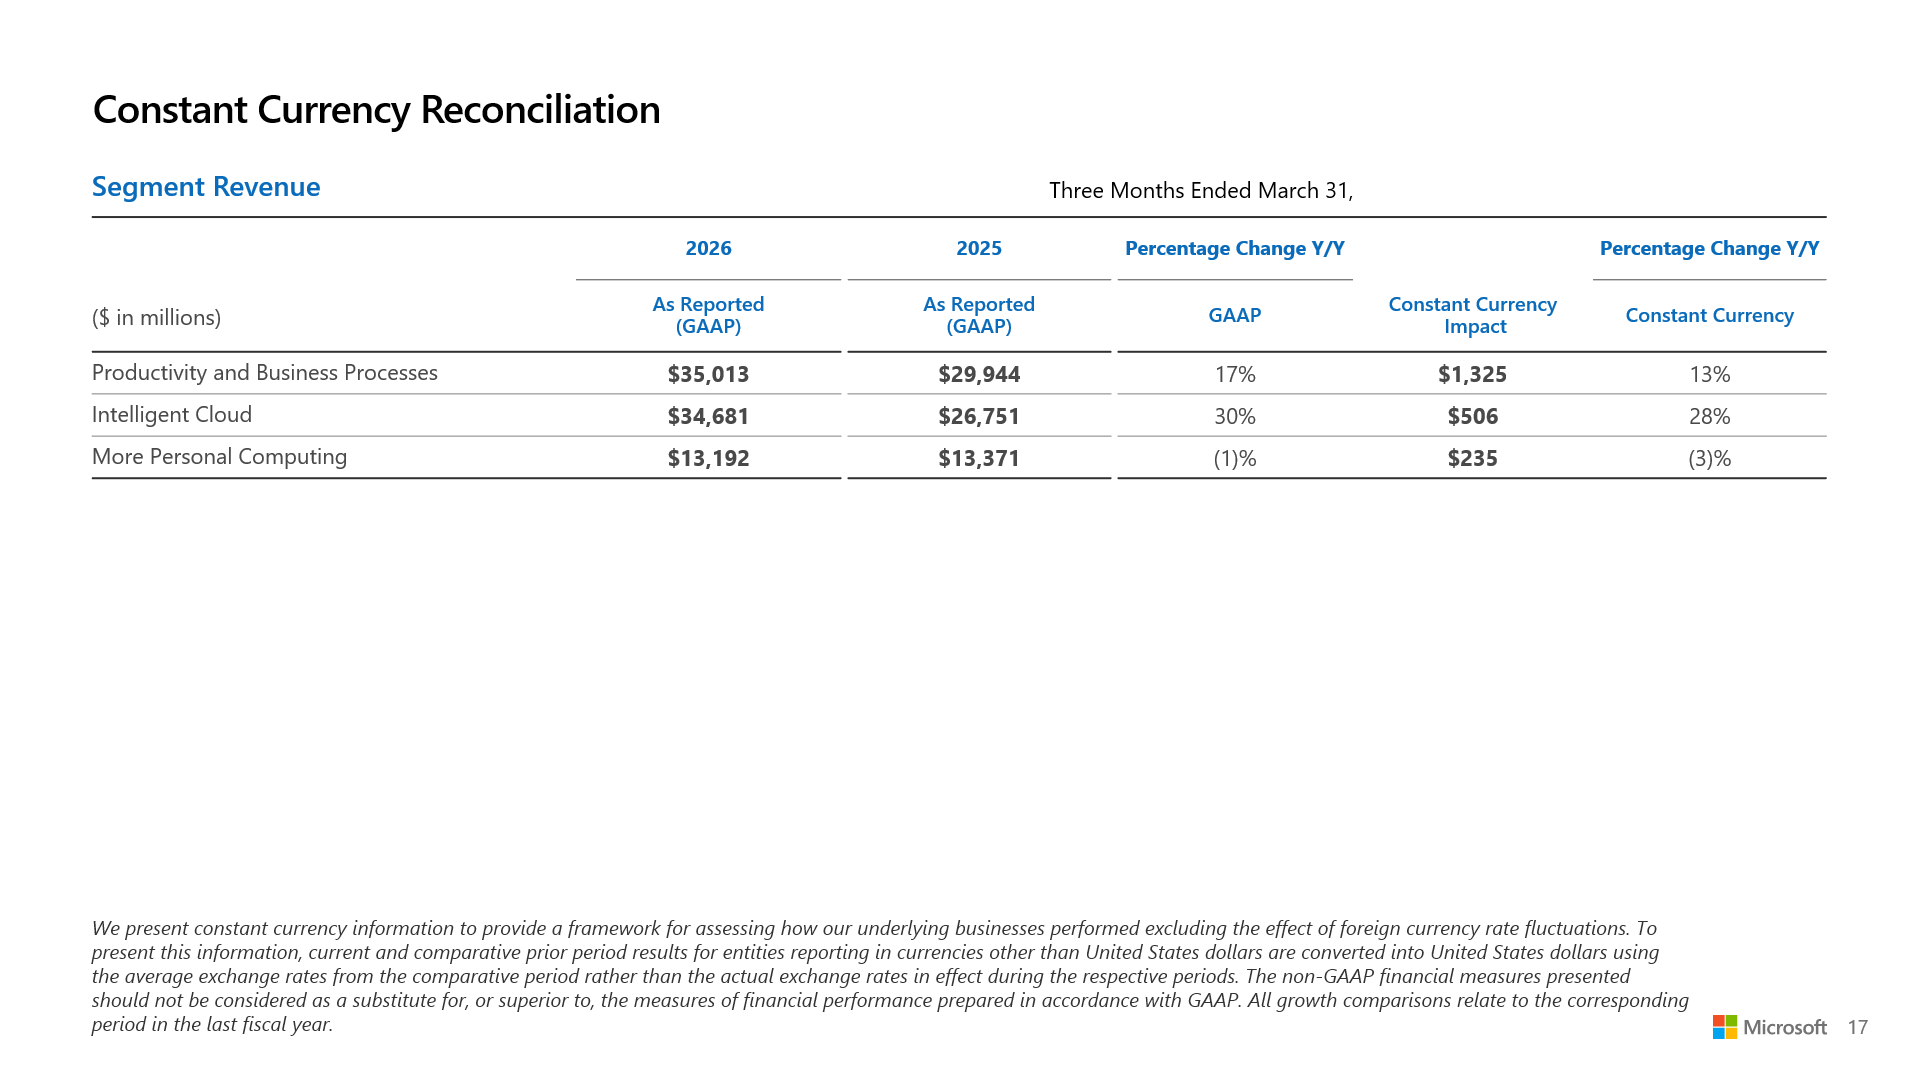 Constant Currency Reconciliation
Segment Revenue
Three Months Ended March 31,
2026 2025 Percentage Change Y/Y Percentage Change Y/Y
($ in millions) As Reported (GAAP) As Reported (GAAP) GAAP Constant Currency Impact Constant Currency
Productivity and Business Processes $35,013 $29,944 17% $1,325 13%
Intelligent Cloud $34,681 $26,751 30% $506 28%
More Personal Computing $13,192 $13,371 (1)% $235 (3)%
We present constant currency information to provide a framework for assessing how our underlying businesses performed excluding the effect of foreign currency rate fluctuations. To
present this information, current and comparative prior period results for entities reporting in currencies other than United States dollars are converted into United States dollars using
the average exchange rates from the comparative period rather than the actual exchange rates in effect during the respective periods. The non-GAAP financial measures presented
should not be considered as a substitute for, or superior to, the measures of financial performance prepared in accordance with GAAP. All growth comparisons relate to the corresponding
period in the last fiscal year.
Microsoft 17